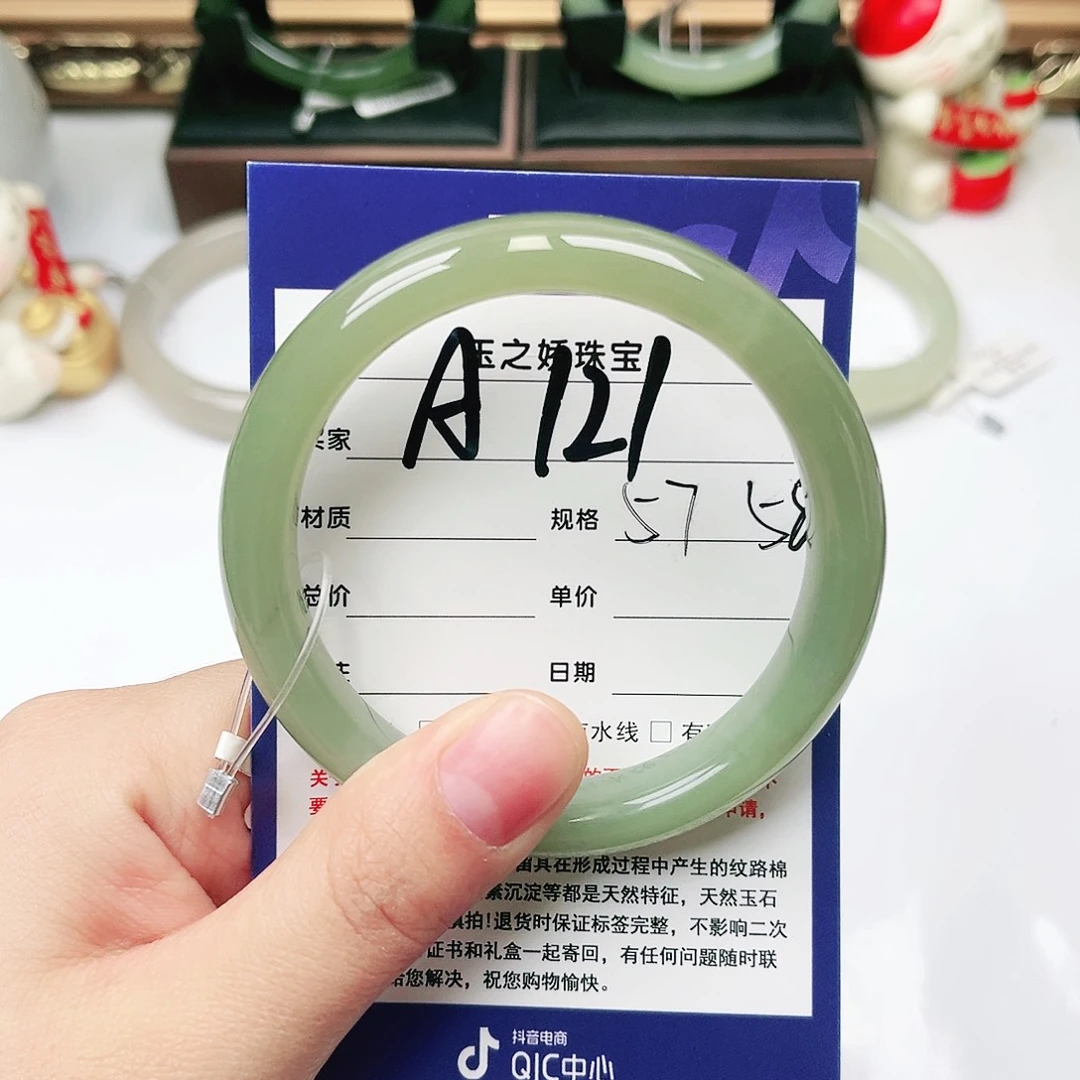 玉之娇珠宝
A 121
买家
材质 规格 57 58
总价 单价
主 日期
水线 □ 有
关
要 申请,
在形成过程中产生的纹路棉
沉淀等都是天然特征,天然玉石
慎拍!退货时保证标签完整,不影响二次
证书和礼盒一起寄回,有任何问题随时联
给您解决,祝您购物愉快。
抖音电商
QIC中心